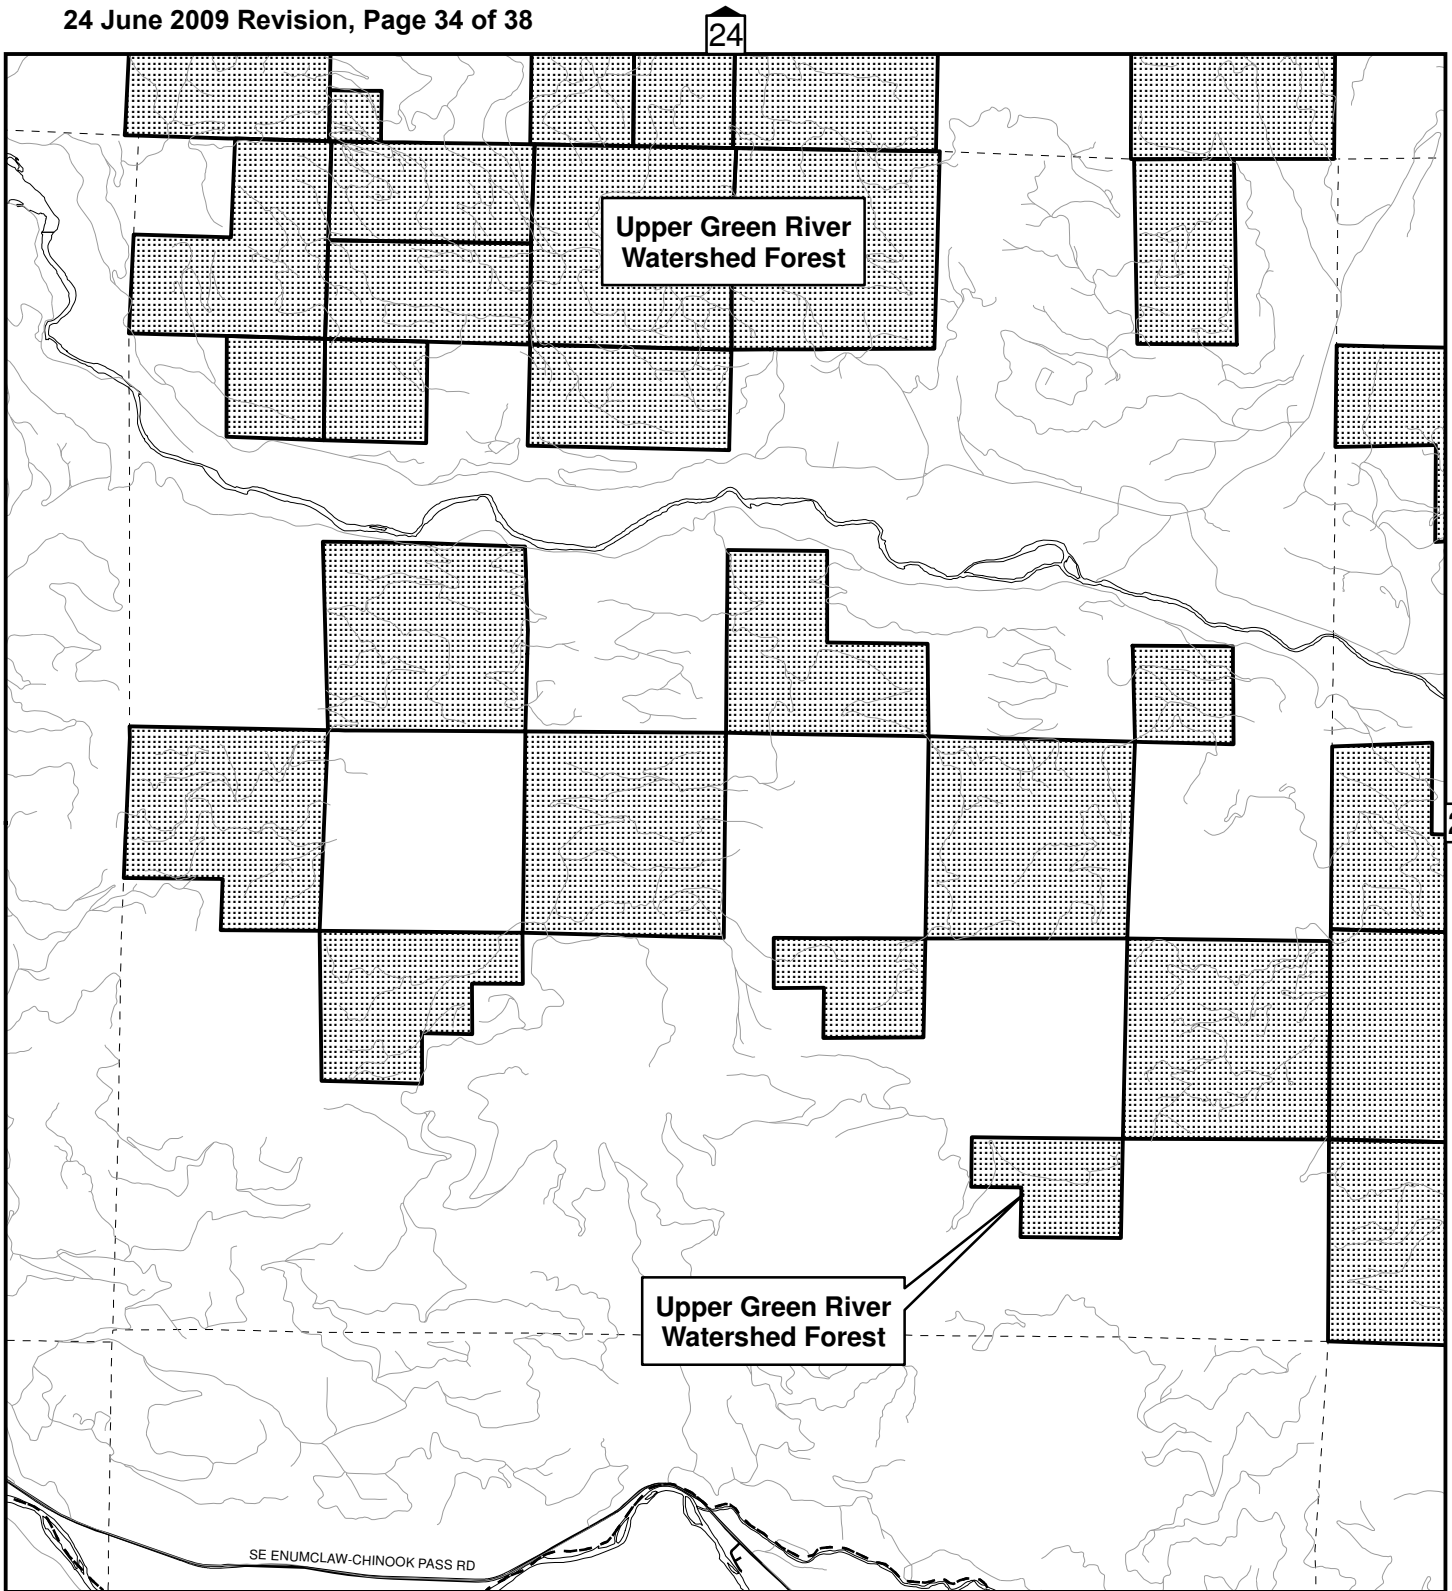 24 June 2009 Revision, Page 34 of 38
24
Upper Green River
Watershed Forest
Upper Green River
Watershed Forest
SE ENUMCLAW-CHINOOK PASS RD